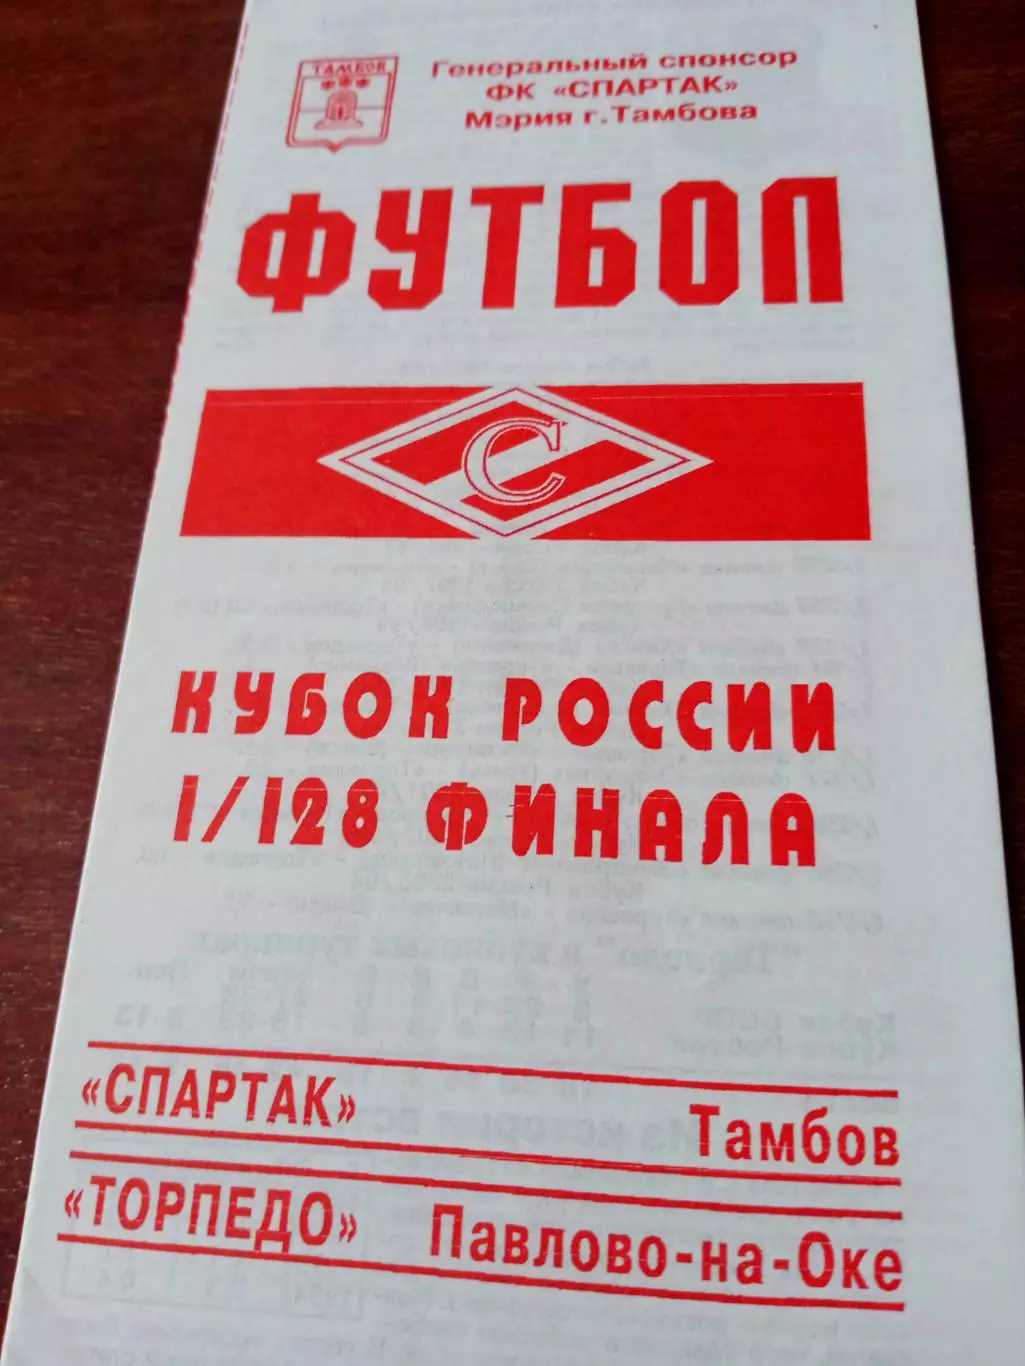 ТАМБОВ
Генеральный спонсор
ФК «СПАРТАК»
Мэрия г. Тамбова
ФУТБОЛ
С
КУБОК РОССИИ
1/128 ФИНАЛА
«СПАРТАК» Тамбов
«ТОРПЕДО» Павлово-на-Оке